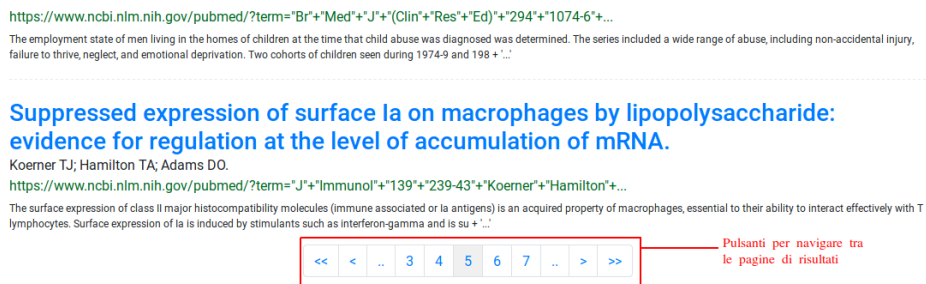 https://www.ncbi.nlm.nih.gov/pubmed/?term="Br"+"Med"+"J"+"(Clin"+"Res"+"Ed)"+"294"+"1074-6"+...
The employment state of men living in the homes of children at the time that child abuse was diagnosed was determined. The series included a wide range of abuse, including non-accidental injury,
failure to thrive, neglect, and emotional deprivation. Two cohorts of children seen during 1974-9 and 198 + '...'
Suppressed expression of surface Ia on macrophages by lipopolysaccharide:
evidence for regulation at the level of accumulation of mRNA.
Koerner TJ; Hamilton TA; Adams DO.
https://www.ncbi.nlm.nih.gov/pubmed/?term="J"+"Immunol"+"139"+"239-43"+"Koerner"+"Hamilton"+...
The surface expression of class II major histocompatibility molecules (immune associated or Ia antigens) is an acquired property of macrophages, essential to their ability to interact effectively with T
lymphocytes. Surface expression of Ia is induced by stimulants such as interferon-gamma and is su + '...'
<< < .. 3 4 5 6 7 .. > >>
Pulsanti per navigare tra
le pagine di risultati